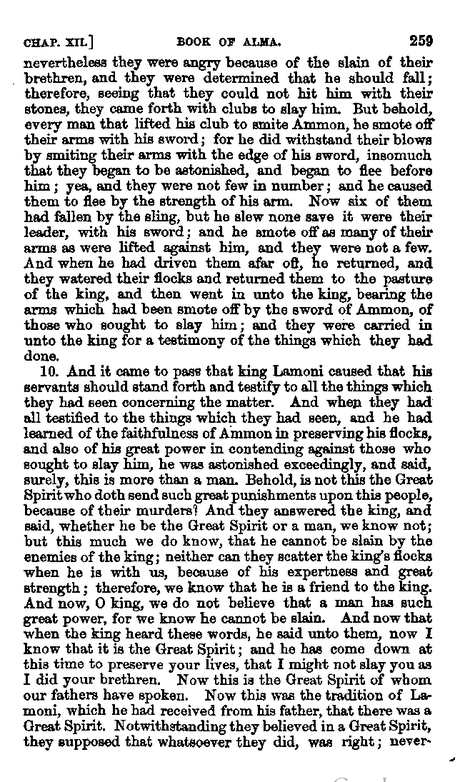 CHAP. XII.] BOOK OF ALMA. 259
nevertheless they were angry because of the slain of their
brethren, and they were determined that he should fall;
therefore, seeing that they could not hit him with their
stones, they came forth with clubs to slay him. But behold,
every man that lifted his club to smite Ammon, he smote off
their arms with his sword; for he did withstand their blows
by smiting their arms with the edge of his sword, insomuch
that they began to be astonished, and began to flee before
him; yea, and they were not few in number; and he caused
them to flee by the strength of his arm. Now six of them
had fallen by the sling, but he slew none save it were their
leader, with his sword; and he smote off as many of their
arms as were lifted against him, and they were not a few.
And when he had driven them afar off, he returned, and
they watered their flocks and returned them to the pasture
of the king, and then went in unto the king, bearing the
arms which had been smote off by the sword of Ammon, of
those who sought to slay him; and they were carried in
unto the king for a testimony of the things which they had
done.
10. And it came to pass that king Lamoni caused that his
servants should stand forth and testify to all the things which
they had seen concerning the matter. And when they had
all testified to the things which they had seen, and he had
learned of the faithfulness of Ammon in preserving his flocks,
and also of his great power in contending against those who
sought to slay him, he was astonished exceedingly, and said,
surely, this is more than a man. Behold, is not this the Great
Spirit who doth send such great punishments upon this people,
because of their murders? And they answered the king, and
said, whether he be the Great Spirit or a man, we know not;
but this much we do know, that he cannot be slain by the
enemies of the king; neither can they scatter the king's flocks
when he is with us, because of his expertness and great
strength; therefore, we know that he is a friend to the king.
And now, O king, we do not believe that a man has such
great power, for we know he cannot be slain. And now that
when the king heard these words, he said unto them, now I
know that it is the Great Spirit; and he has come down at
this time to preserve your lives, that I might not slay you as
I did your brethren. Now this is the Great Spirit of whom
our fathers have spoken. Now this was the tradition of La-
moni, which he had received from his father, that there was a
Great Spirit. Notwithstanding they believed in a Great Spirit,
they supposed that whatsoever they did, was right; never-